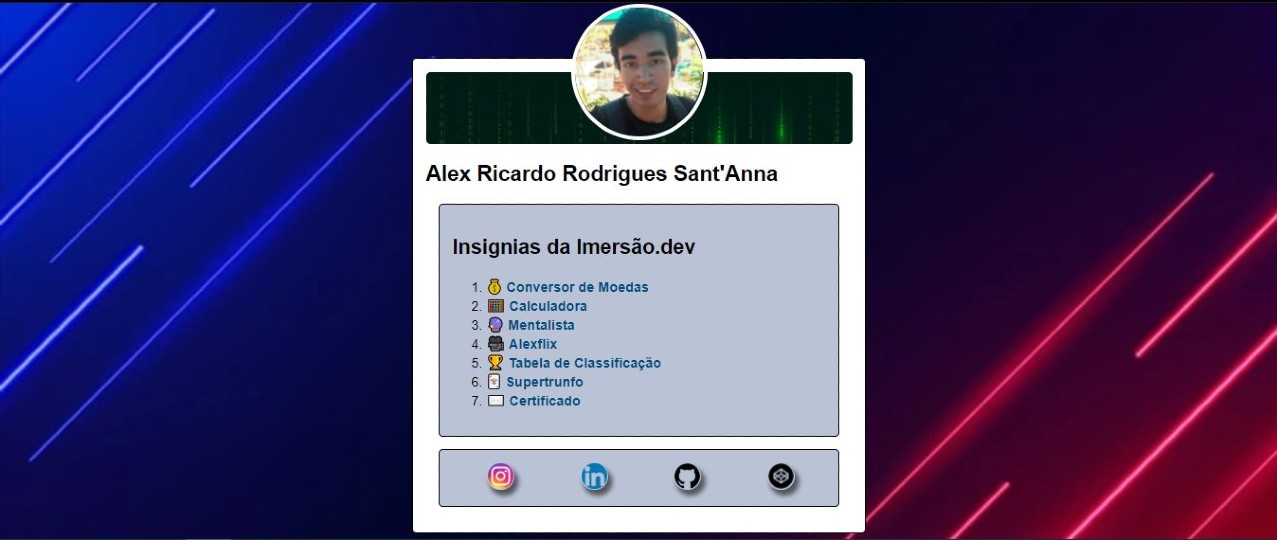 Alex Ricardo Rodrigues Sant'Anna
Insignias da Imersão.dev
1. Conversor de Moedas
2. Calculadora
3. Mentalista
4. Alexflix
5. Tabela de Classificação
6. Supertrunfo
7. Certificado
in